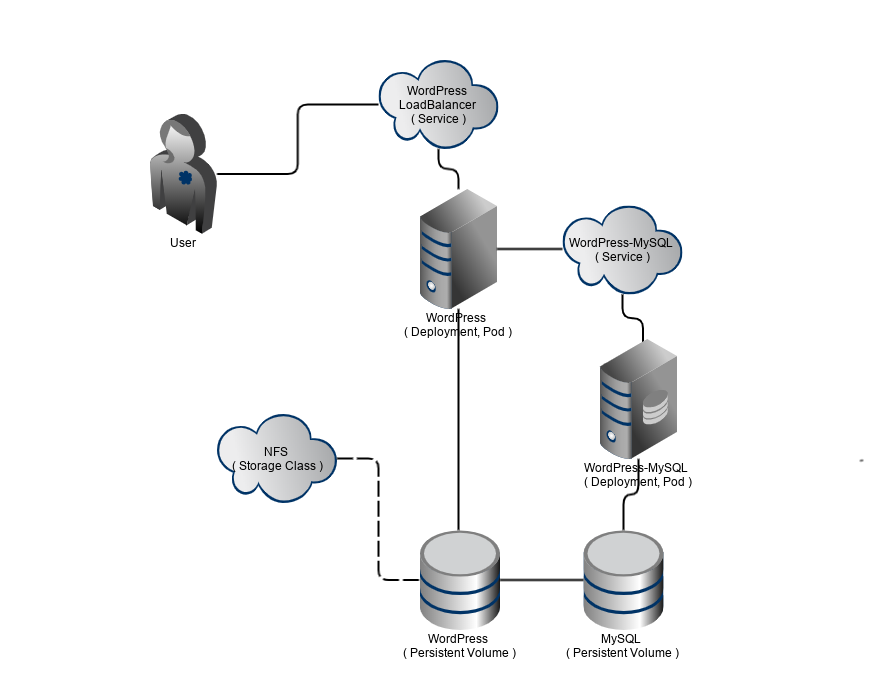 WordPress
LoadBalancer
( Service )
User
WordPress-MySQL
( Service )
WordPress
( Deployment, Pod )
NFS
( Storage Class )
WordPress-MySQL
( Deployment, Pod )
WordPress
( Persistent Volume )
MySQL
( Persistent Volume )